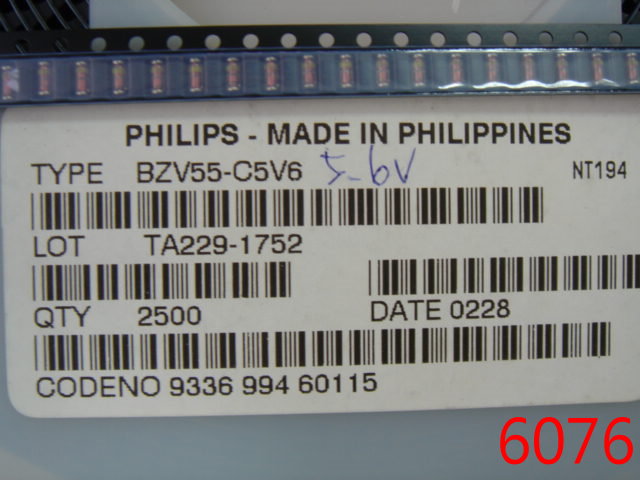 PHILIPS - MADE IN PHILIPPINES
TYPE BZV55-C5V6 5-6V NT194
LOT TA229-1752
QTY 2500 DATE 0228
CODENO 9336 994 60115
6076